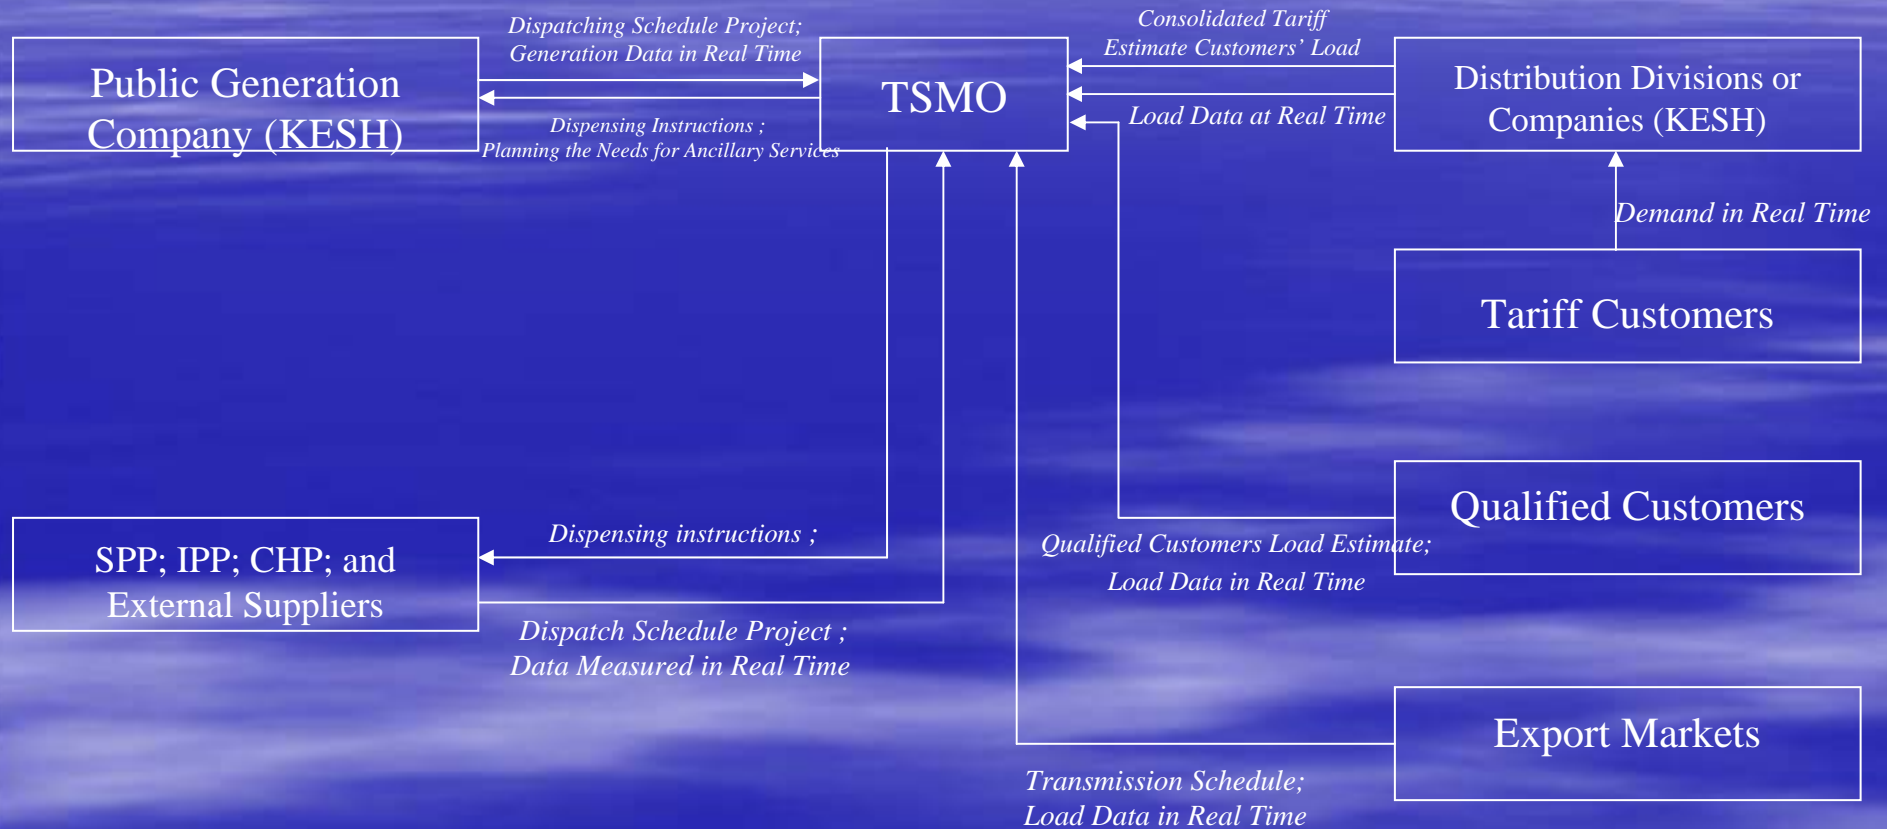 Dispatching Schedule Project;
Generation Data in Real Time
Consolidated Tariff
Estimate Customers' Load
Public Generation
Company (KESH)
TSMO
Distribution Divisions or
Companies (KESH)
Dispensing Instructions ;
Planning the Needs for Ancillary Services
Load Data at Real Time
Demand in Real Time
Tariff Customers
Qualified Customers
Dispensing instructions ;
Qualified Customers Load Estimate;
Load Data in Real Time
SPP; IPP; CHP; and
External Suppliers
Dispatch Schedule Project ;
Data Measured in Real Time
Export Markets
Transmission Schedule;
Load Data in Real Time